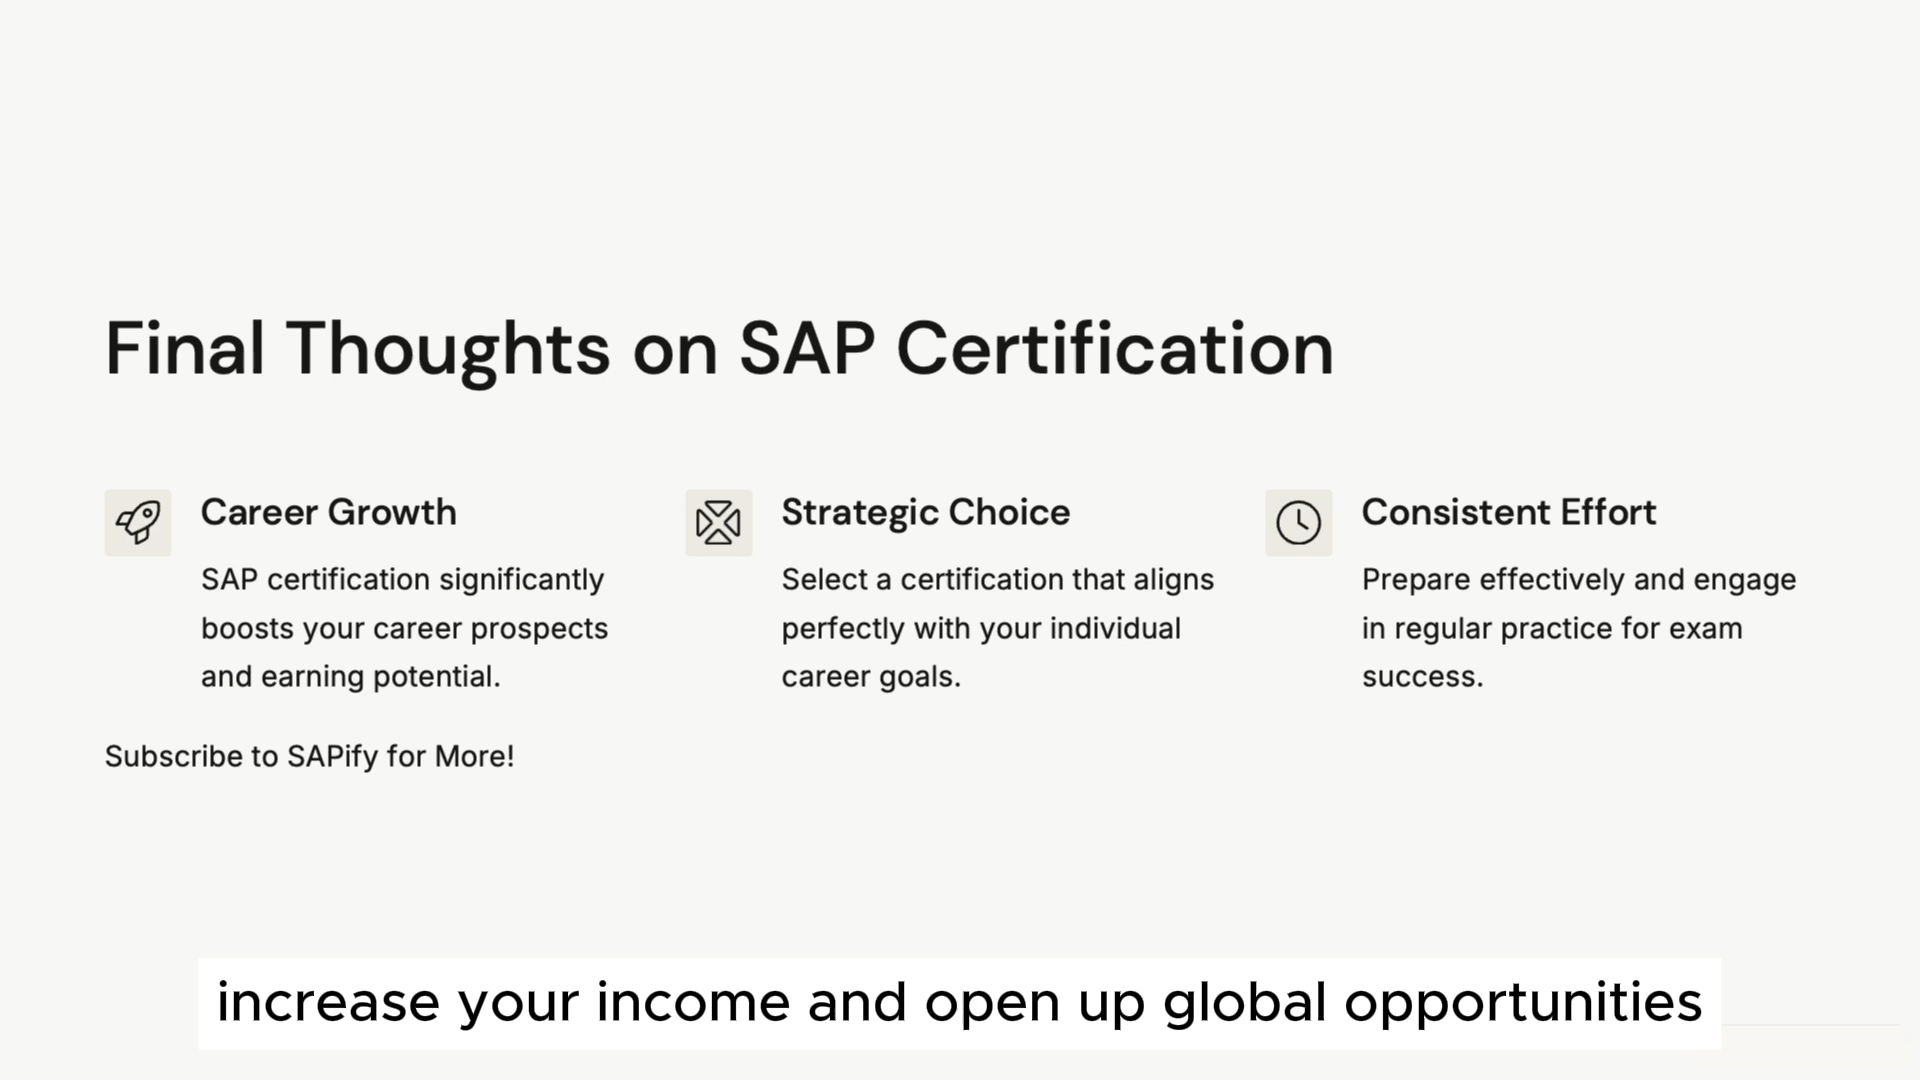 Final Thoughts on SAP Certification
Career Growth
SAP certification significantly
boosts your career prospects
and earning potential.
Strategic Choice
Select a certification that aligns
perfectly with your individual
career goals.
Consistent Effort
Prepare effectively and engage
in regular practice for exam
success.
Subscribe to SAPify for More!
increase your income and open up global opportunities